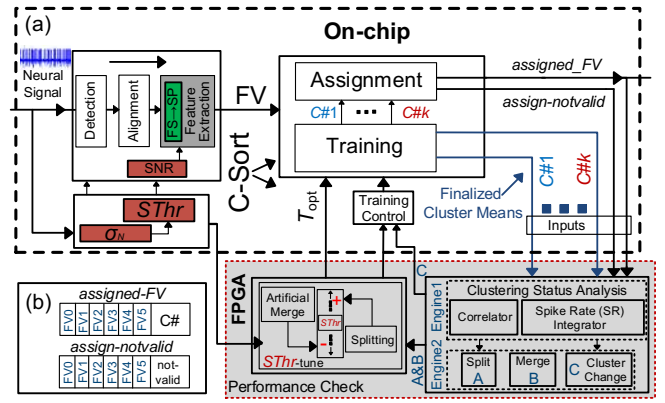 (a)
On-chip
Neural
Signal
Detection
Alignment
FS→SP
Feature
Extraction
SNR
SThr
σN
FV
C-Sort
Assignment
C#1
C#k
Training
assigned_FV
assign-notvalid
Topt
Training
Control
Finalized
Cluster Means
C#1
C#k
Inputs
(b)
assigned-FV
FV0 FV1 FV2 FV3 FV4 FV5 C#
assign-notvalid
FV0 FV1 FV2 FV3 FV4 FV5 not-
valid
FPGA
Artificial
Merge
+
SThr
-
Splitting
SThr-tune
Performance Check
C
A&B
Engine1
Clustering Status Analysis
Correlator
Spike Rate (SR)
Integrator
Engine2
Split
A
Merge
B
C Cluster
Change